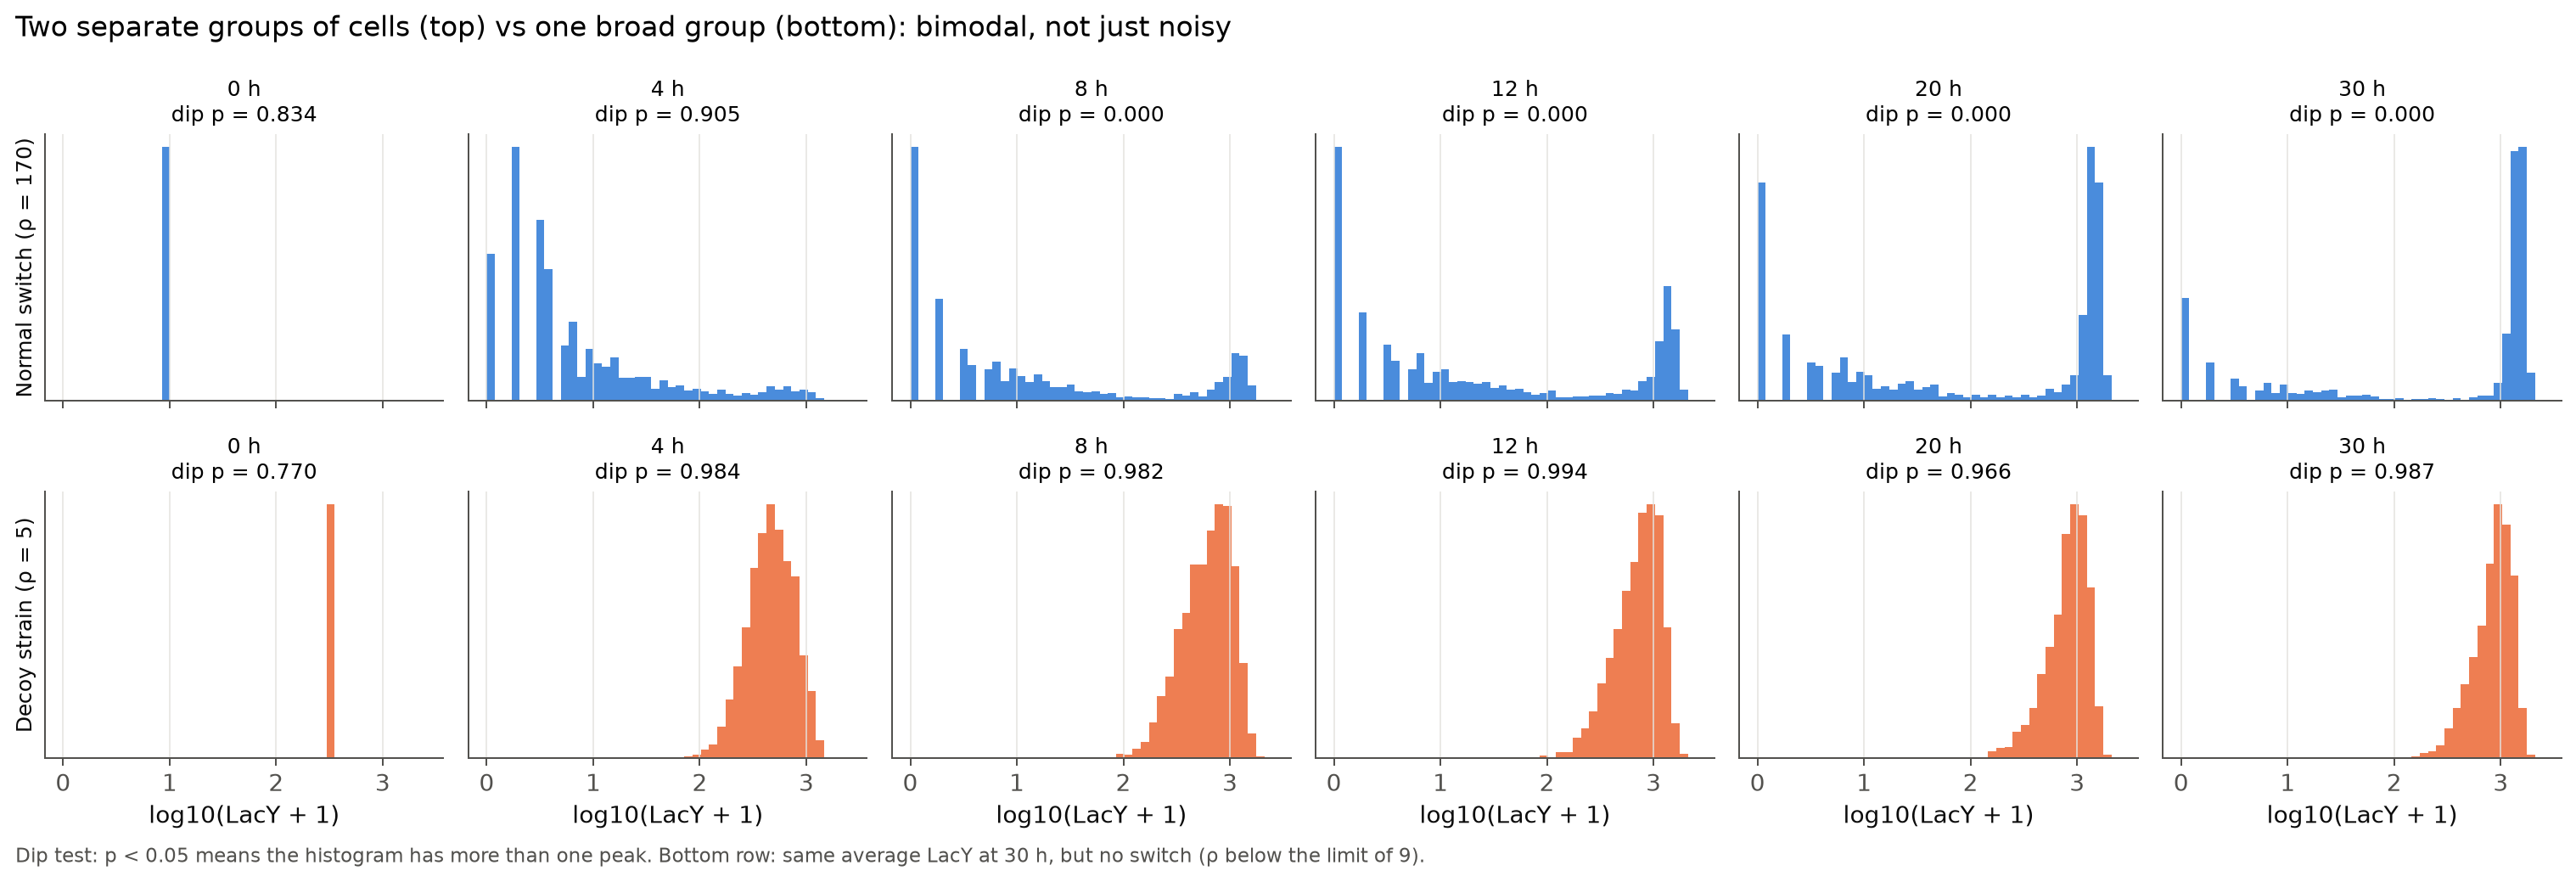 Two separate groups of cells (top) vs one broad group (bottom): bimodal, not just noisy
Normal switch (ρ = 170)
0 h
dip p = 0.834
4 h
dip p = 0.905
8 h
dip p = 0.000
12 h
dip p = 0.000
20 h
dip p = 0.000
30 h
dip p = 0.000
0 1 2 3
0 1 2 3
0 1 2 3
0 1 2 3
0 1 2 3
0 1 2 3
Decoy strain (ρ = 5)
0 h
dip p = 0.770
4 h
dip p = 0.984
8 h
dip p = 0.982
12 h
dip p = 0.994
20 h
dip p = 0.966
30 h
dip p = 0.987
log10(LacY + 1)
log10(LacY + 1)
log10(LacY + 1)
log10(LacY + 1)
log10(LacY + 1)
log10(LacY + 1)
Dip test: p < 0.05 means the histogram has more than one peak. Bottom row: same average LacY at 30 h, but no switch (ρ below the limit of 9).